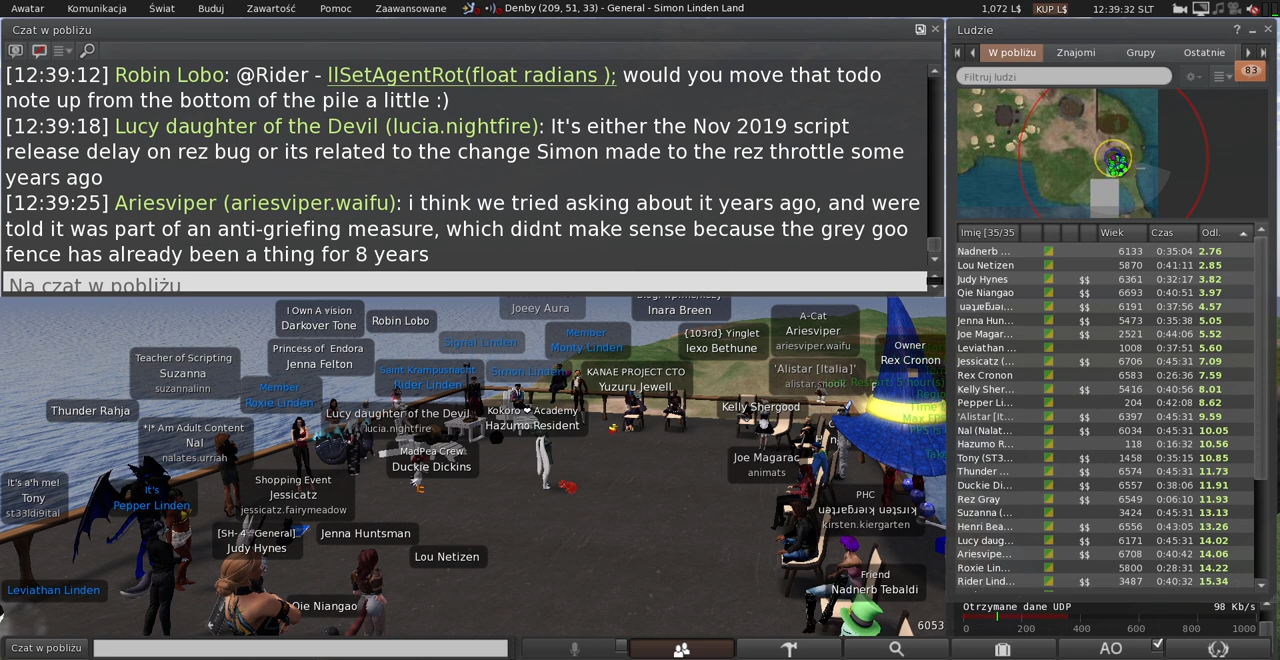 Awatar Komunikacja Świat Buduj Zawartość Pomoc Zaawansowane Denby (209, 51, 33) - General - Simon Linden Land 1,072 L$ KUP L$ 12:39:32 SLT
Czat w pobliżu
[12:39:12] Robin Lobo: @Rider - llSetAgentRot(float radians ); would you move that todo
note up from the bottom of the pile a little :)
[12:39:18] Lucy daughter of the Devil (lucia.nightfire): It's either the Nov 2019 script
release delay on rez bug or its related to the change Simon made to the rez throttle some
years ago
[12:39:25] Ariesviper (ariesviper.waifu): i think we tried asking about it years ago, and were
told it was part of an anti-griefing measure, which didnt make sense because the grey goo
fence has already been a thing for 8 years
Na czat w pobliżu
Joeey Aura
Inara Breen
I Own A vision
Darkover Tone
Robin Lobo
Signal Linden
Member
Monty Linden
{103rd} Yinglet
Iexo Bethune
A-Cat
Ariesviper
ariesviper.waifu
Owner
Rex Cronon
Teacher of Scripting
Suzanna
suzannalinn
Princess of Endora
Jenna Felton
Saint Krampusnacht
Rider Linden
Simon Linden
KANAE PROJECT CTO
Yuzuru Jewell
'Alistar [Italia]'
alistar.snook
Member
Roxie Linden
Thunder Rahja
Lucy daughter of the Devil
lucia.nightfire
Kokoro ❤ Academy
Hazumo Resident
Kelly Shergood
*I* Am Adult Content
Nal
nalates.urriah
MadPea Crew
Duckie Dickins
Joe Magarac
animats
It's a'h me!
Tony
st33ldi9ital
It's
Pepper Linden
Shopping Event
Jessicatz
jessicatz.fairymeadow
PHC
kirsten.kiergarten
Judy Hynes
Jenna Huntsman
Lou Netizen
Leviathan Linden
Qie Niangao
Friend
Nadnerb Tebaldi
6053
Czat w pobliżu
Ludzie
? _ ×
W pobliżu Znajomi Grupy Ostatnie
Filtruj ludzi
83
Imię [35/35 Wiek Czas Odl.
Nadnerb ... 6133 0:35:04 2.76
Lou Netizen 5870 0:41:11 2.85
Judy Hynes $$ 6361 0:32:17 3.82
Qie Niangao $$ 6693 0:40:51 3.97
$$ 6191 0:37:56 4.57
Jenna Hun... $$ 5473 0:35:38 5.05
Joe Magar... $$ 2521 0:44:06 5.52
Leviathan ... 1008 0:37:51 5.60
Jessicatz (... $$ 6706 0:45:31 7.09
Rex Cronon 6583 0:26:36 7.59
Kelly Sher... $$ 5416 0:40:56 8.01
Pepper Li... 204 0:42:08 8.62
'Alistar [It... $$ 6397 0:45:31 9.59
Nal (Nalat... $$ 6034 0:45:31 10.05
Hazumo R... 118 0:16:32 10.56
Tony (ST3... $$ 1458 0:35:15 10.85
Thunder ... $$ 6574 0:45:31 11.73
Duckie Di... $$ 6557 0:38:06 11.91
Rez Gray $$ 6549 0:06:10 11.93
Suzanna (... 3424 0:45:31 13.13
Henri Bea... $$ 6556 0:43:05 13.26
Lucy daug... $$ 6171 0:45:31 14.02
Ariesvipe... $$ 6708 0:40:42 14.06
Roxie Lin... 5800 0:28:31 14.22
Rider Lind... $$ 3487 0:40:32 15.34
Otrzymane dane UDP 98 Kb/s
0 200 400 600 800 1000
AO